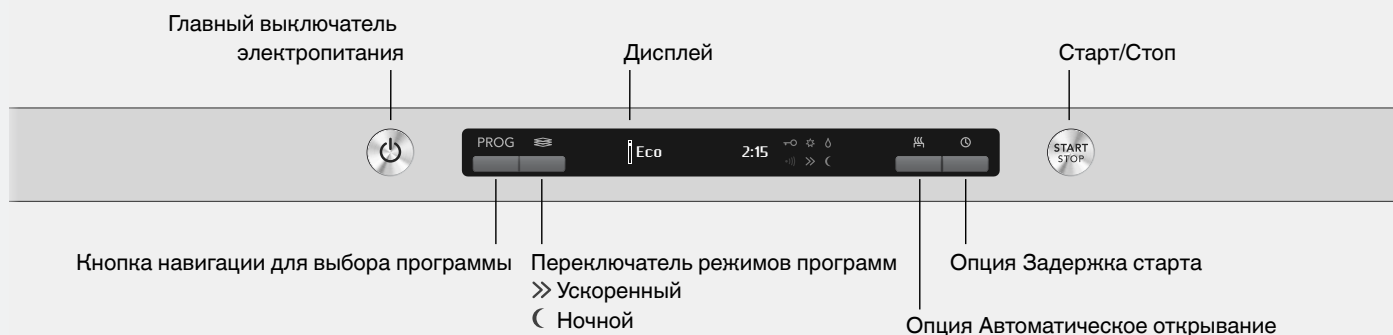 Главный выключатель
электропитания
Дисплей
Старт/Стоп
PROG
Eco
2:15
START
STOP
Кнопка навигации для выбора программы
Переключатель режимов программ
Ускоренный
Ночной
Опция Задержка старта
Опция Автоматическое открывание